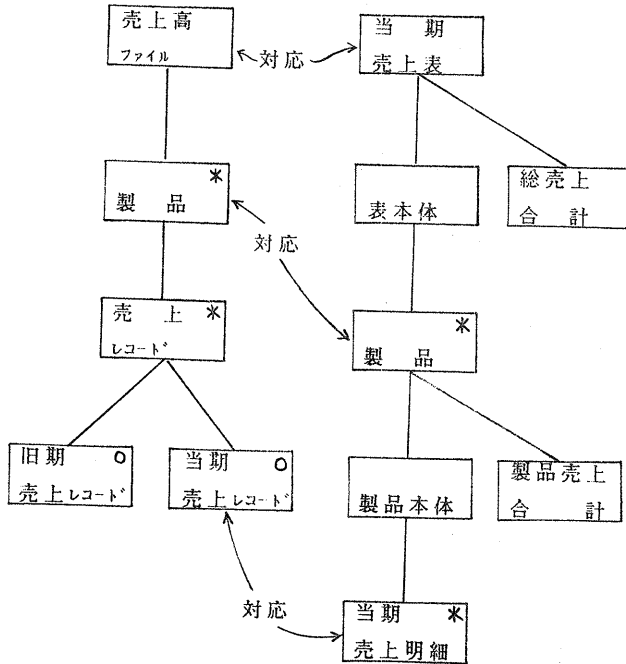 売上高
ファイル
対応
当期
売上表
製品
*
対応
表本体
総売上
合計
売上
*
レコード
製品
*
旧期
○
売上レコード
当期
○
売上レコード
製品本体
製品売上
合計
対応
当期
*
売上明細